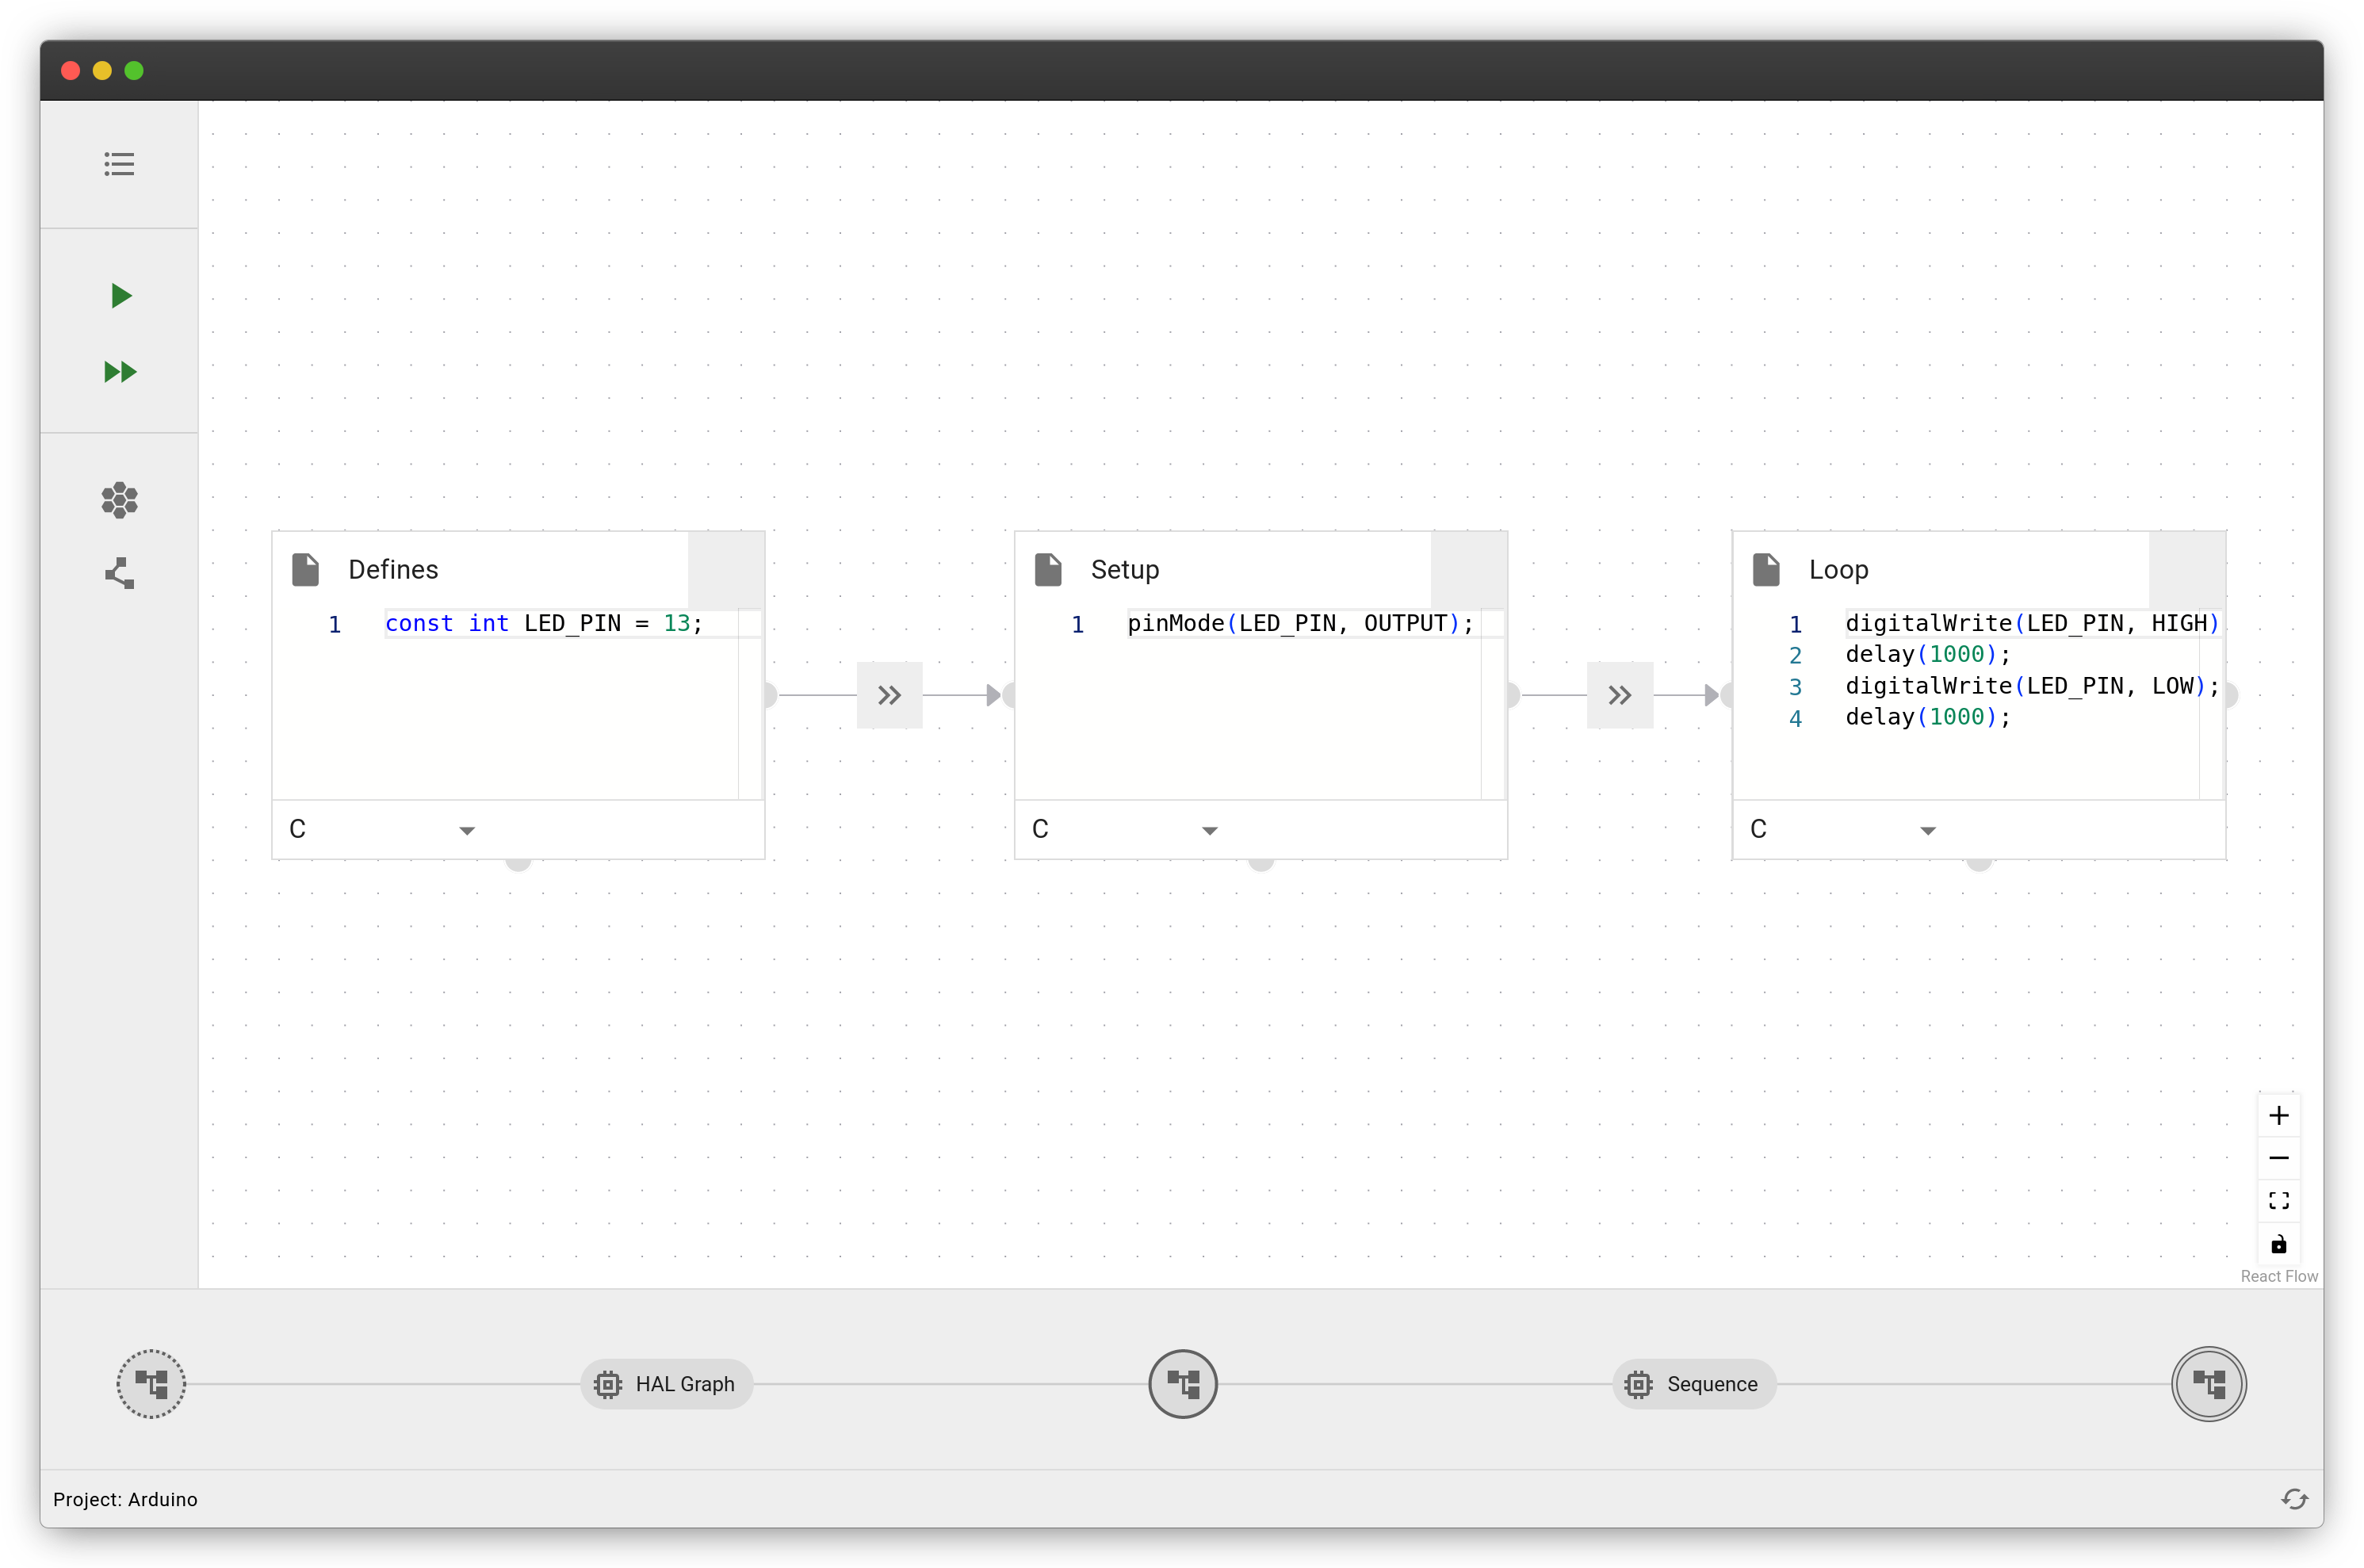 Defines
1 const int LED_PIN = 13;
C
Setup
1 pinMode(LED_PIN, OUTPUT);
C
Loop
1 digitalWrite(LED_PIN, HIGH)
2 delay(1000);
3 digitalWrite(LED_PIN, LOW);
4 delay(1000);
C
React Flow
HAL Graph
Sequence
Project: Arduino